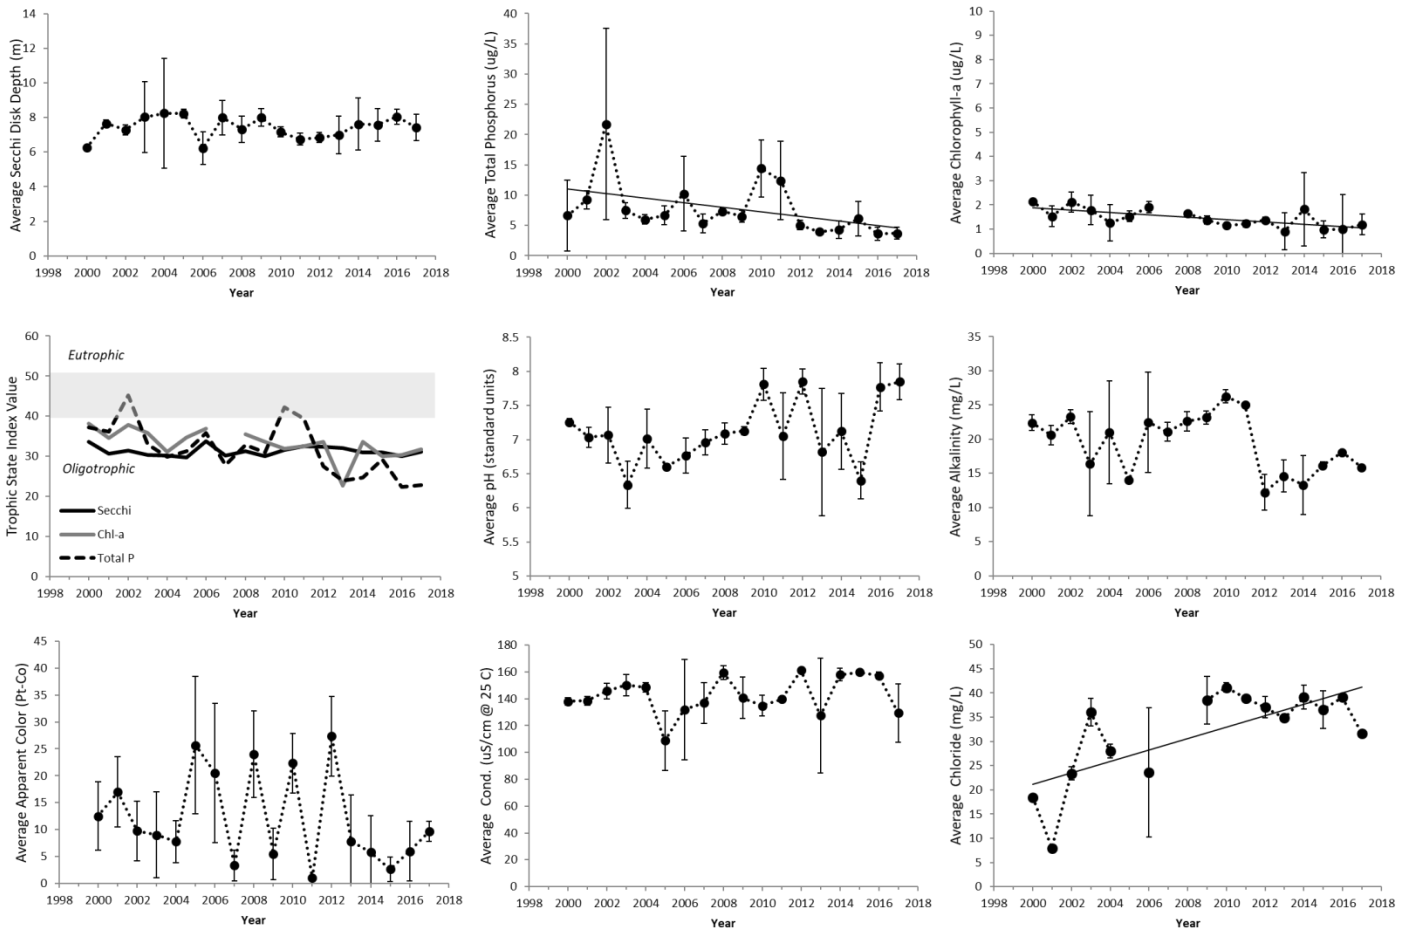 Average Secchi Disk Depth (m)
14
12
10
8
6
4
2
0
1998 2000 2002 2004 2006 2008 2010 2012 2014 2016 2018
Year
Average Total Phosphorus (ug/L)
40
35
30
25
20
15
10
5
0
1998 2000 2002 2004 2006 2008 2010 2012 2014 2016 2018
Year
Average Chlorophyll-a (ug/L)
10
9
8
7
6
5
4
3
2
1
0
1998 2000 2002 2004 2006 2008 2010 2012 2014 2016 2018
Year
Trophic State Index Value
60
50
40
30
20
10
0
Eutrophic
Oligotrophic
Secchi
Chl-a
Total P
1998 2000 2002 2004 2006 2008 2010 2012 2014 2016 2018
Year
Average pH (standard units)
8.5
8
7.5
7
6.5
6
5.5
5
1998 2000 2002 2004 2006 2008 2010 2012 2014 2016 2018
Year
Average Alkalinity (mg/L)
35
30
25
20
15
10
5
0
1998 2000 2002 2004 2006 2008 2010 2012 2014 2016 2018
Year
Average Apparent Color (Pt-Co)
45
40
35
30
25
20
15
10
5
0
1998 2000 2002 2004 2006 2008 2010 2012 2014 2016 2018
Year
Average Cond. (uS/cm @ 25 C)
180
160
140
120
100
80
60
40
20
0
1998 2000 2002 2004 2006 2008 2010 2012 2014 2016 2018
Year
Average Chloride (mg/L)
50
45
40
35
30
25
20
15
10
5
0
1998 2000 2002 2004 2006 2008 2010 2012 2014 2016 2018
Year